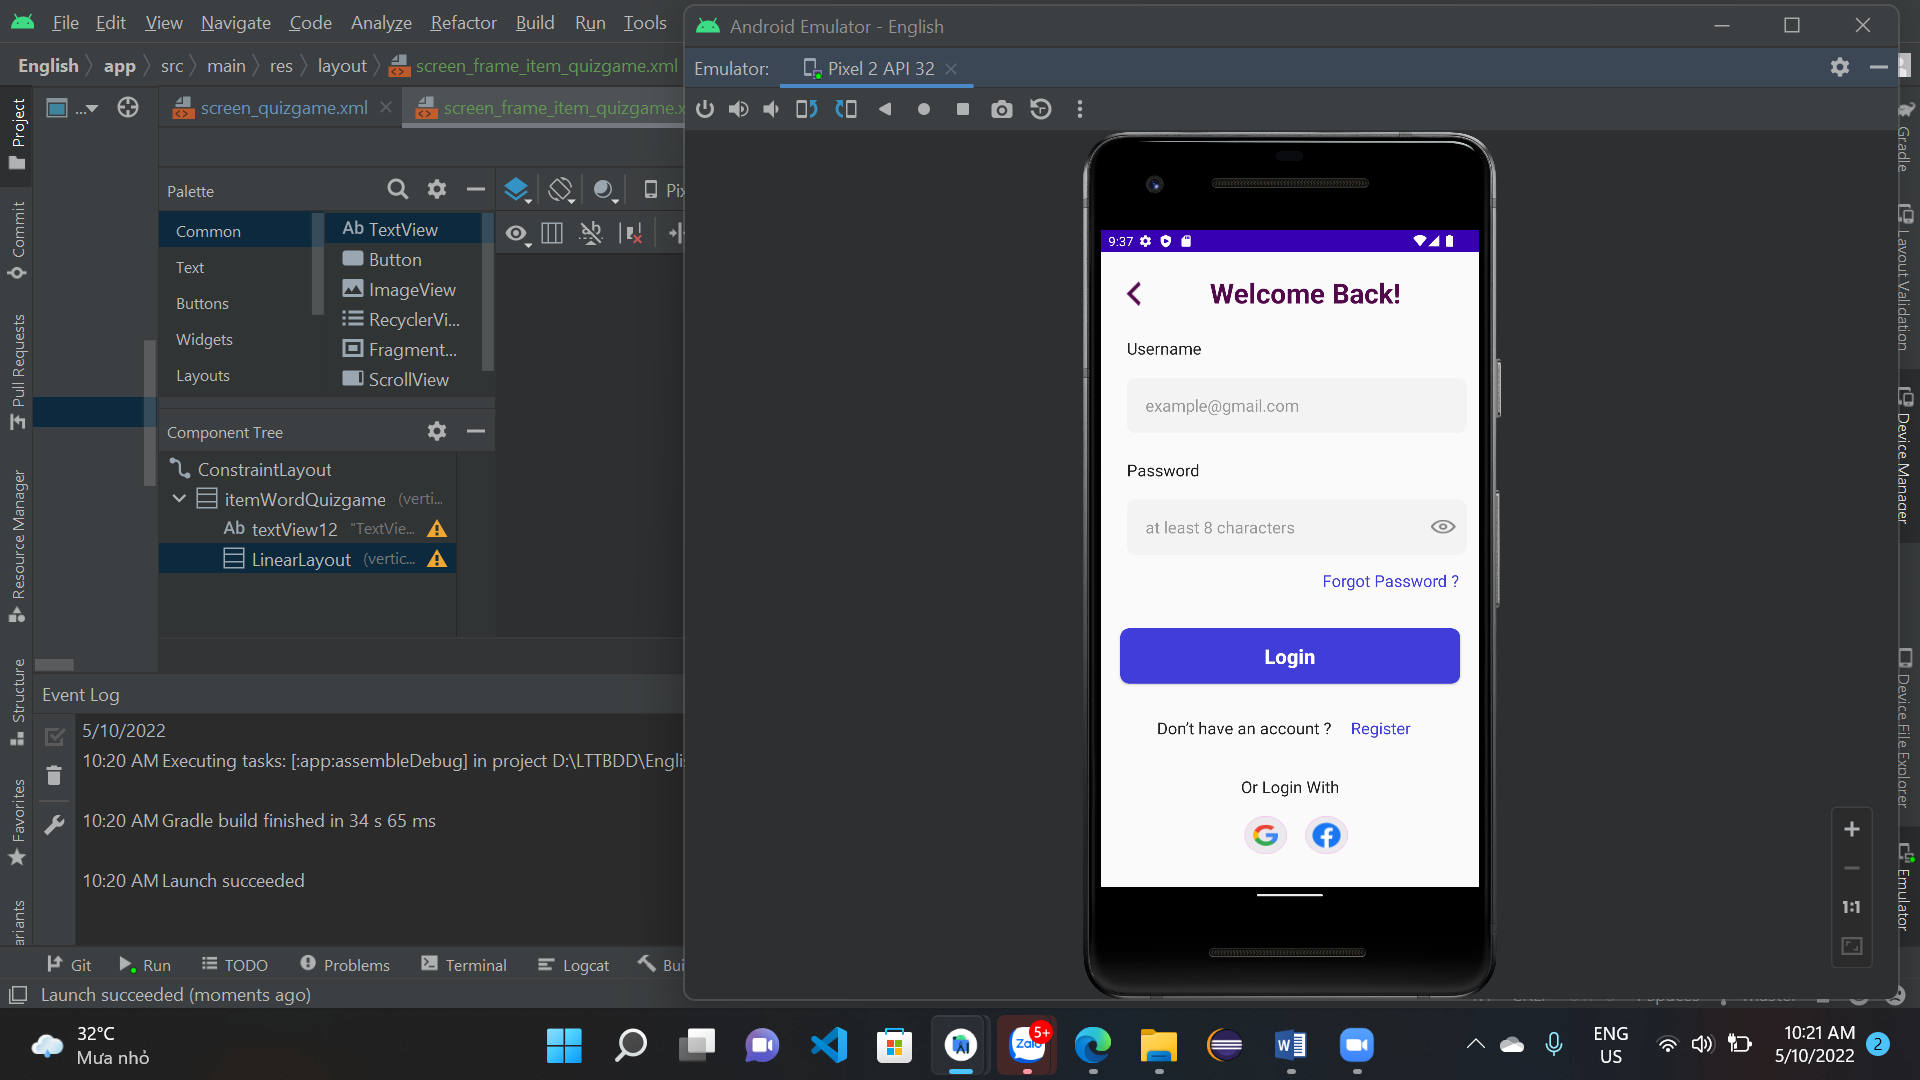 File Edit View Navigate Code Analyze Refactor Build Run Tools
English app src main res layout screen_frame_item_quizgame.xml
... screen_quizgame.xml screen_frame_item_quizgame.x
Project
Commit
Pull Requests
Resource Manager
Structure
Favorites
Palette
Common
Text
Buttons
Widgets
Layouts
Ab TextView
Button
ImageView
RecyclerVi...
Fragment...
ScrollView
Component Tree
ConstraintLayout
itemWordQuizgame (verti...
Ab textView12 "TextVie...
LinearLayout (vertic...
Event Log
5/10/2022
10:20 AM Executing tasks: [:app:assembleDebug] in project D:\LTTBDD\Engli
10:20 AM Gradle build finished in 34 s 65 ms
10:20 AM Launch succeeded
Git Run TODO Problems Terminal Logcat
Launch succeeded (moments ago)
Android Emulator - English
Emulator: Pixel 2 API 32
9:37
Welcome Back!
Username
example@gmail.com
Password
at least 8 characters
Forgot Password ?
Login
Don't have an account ? Register
Or Login With
Gradle
Layout Validation
Device Manager
Device File Explorer
Emulator
1:1
32°C
Mưa nhỏ
Zalo
5+
ENG
US
10:21 AM
5/10/2022
2